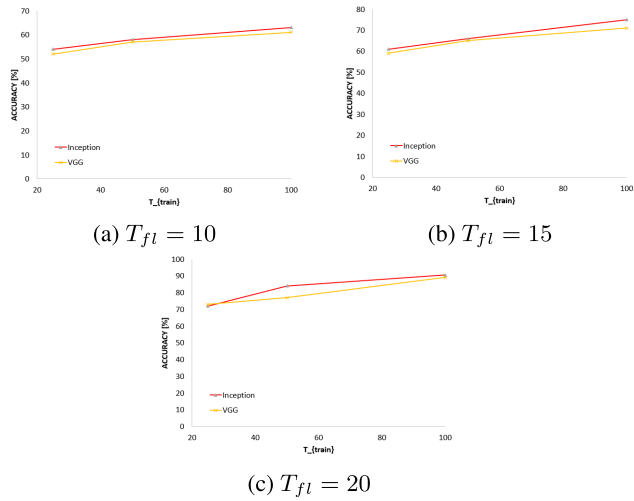 70
60
50
40
30
20
10
0
ACCURACY [%]
Inception
VGG
20 40 60 80 100
T_{train}
(a) T_{fl} = 10
80
70
60
50
40
30
20
10
0
ACCURACY [%]
Inception
VGG
20 40 60 80 100
T_{train}
(b) T_{fl} = 15
100
90
80
70
60
50
40
30
20
10
0
ACCURACY [%]
Inception
VGG
20 40 60 80 100
T_{train}
(c) T_{fl} = 20